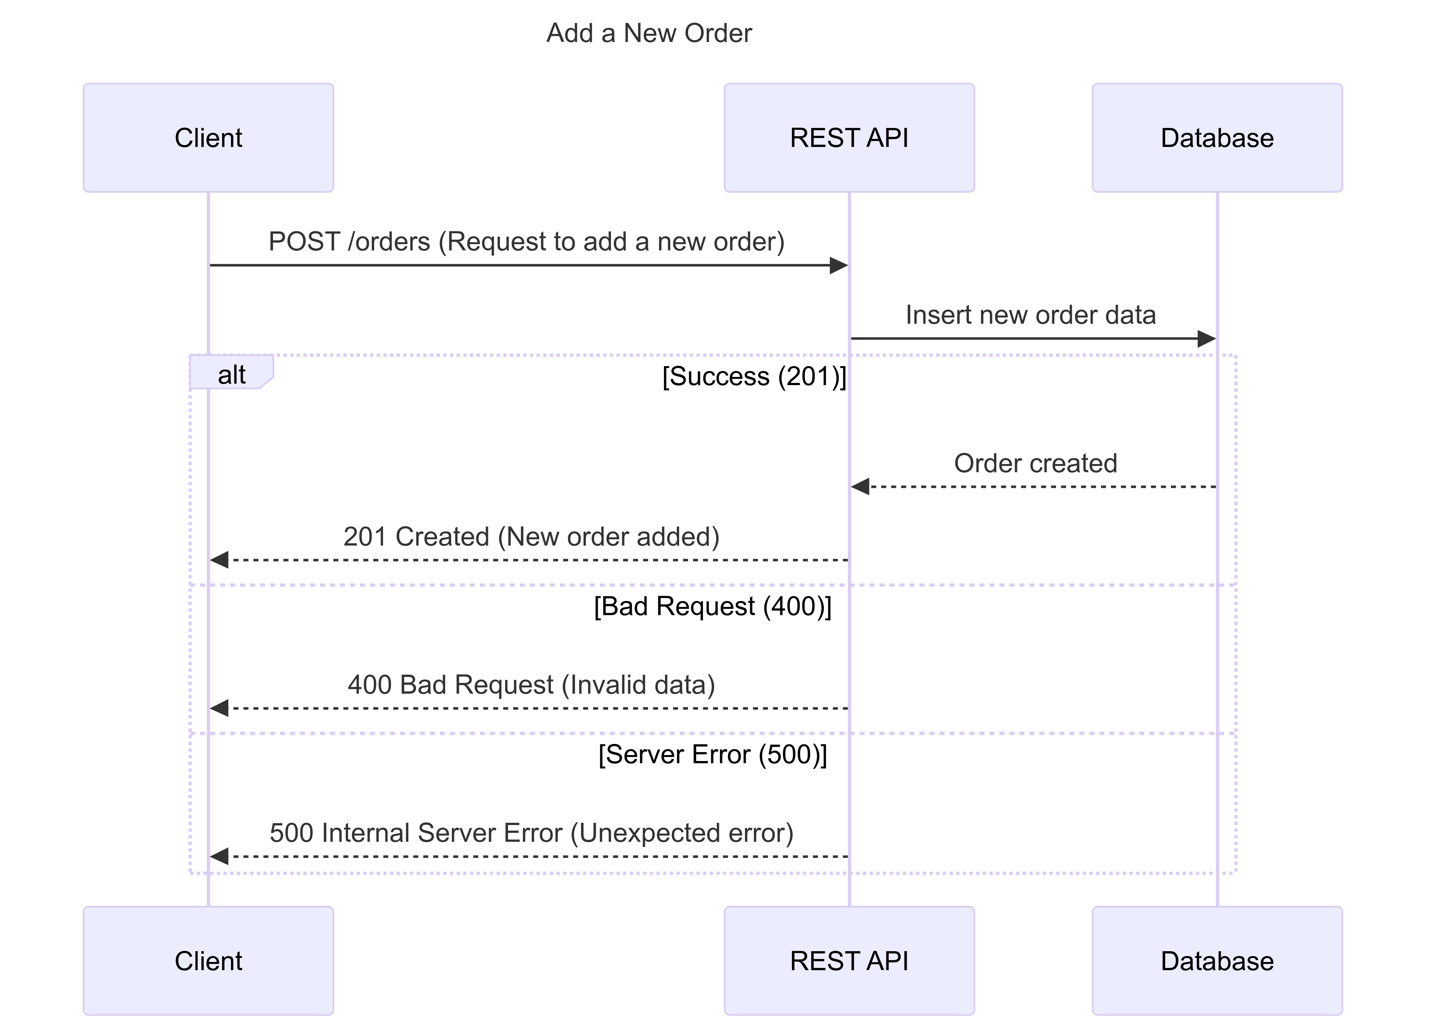 Add a New Order
Client
REST API
Database
POST /orders (Request to add a new order)
Insert new order data
alt
[Success (201)]
Order created
201 Created (New order added)
[Bad Request (400)]
400 Bad Request (Invalid data)
[Server Error (500)]
500 Internal Server Error (Unexpected error)
Client
REST API
Database